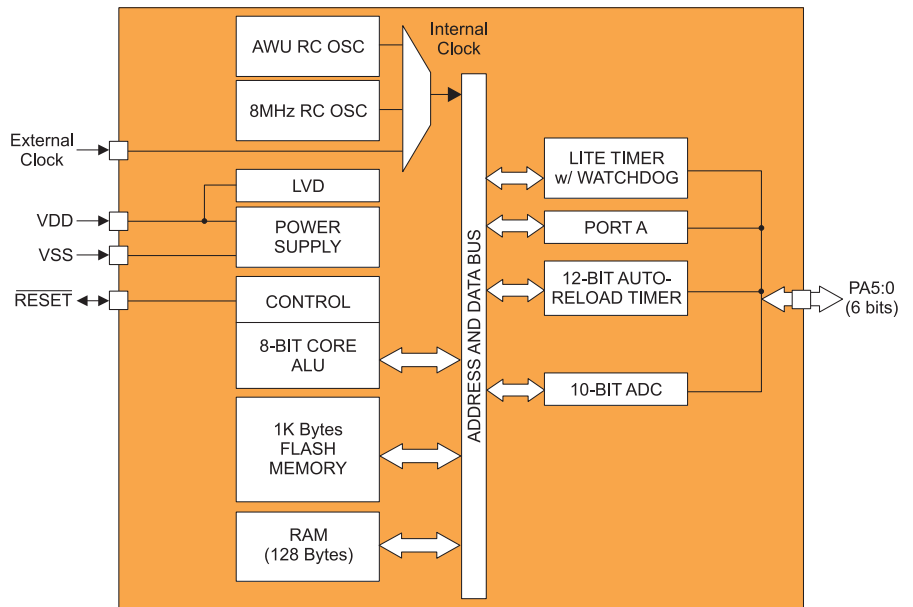 AWU RC OSC
Internal
Clock
8MHz RC OSC
External
Clock
LVD
VDD
POWER
SUPPLY
VSS
RESET
CONTROL
8-BIT CORE
ALU
1K Bytes
FLASH
MEMORY
RAM
(128 Bytes)
ADDRESS AND DATA BUS
LITE TIMER
w/ WATCHDOG
PORT A
12-BIT AUTO-
RELOAD TIMER
10-BIT ADC
PA5:0
(6 bits)